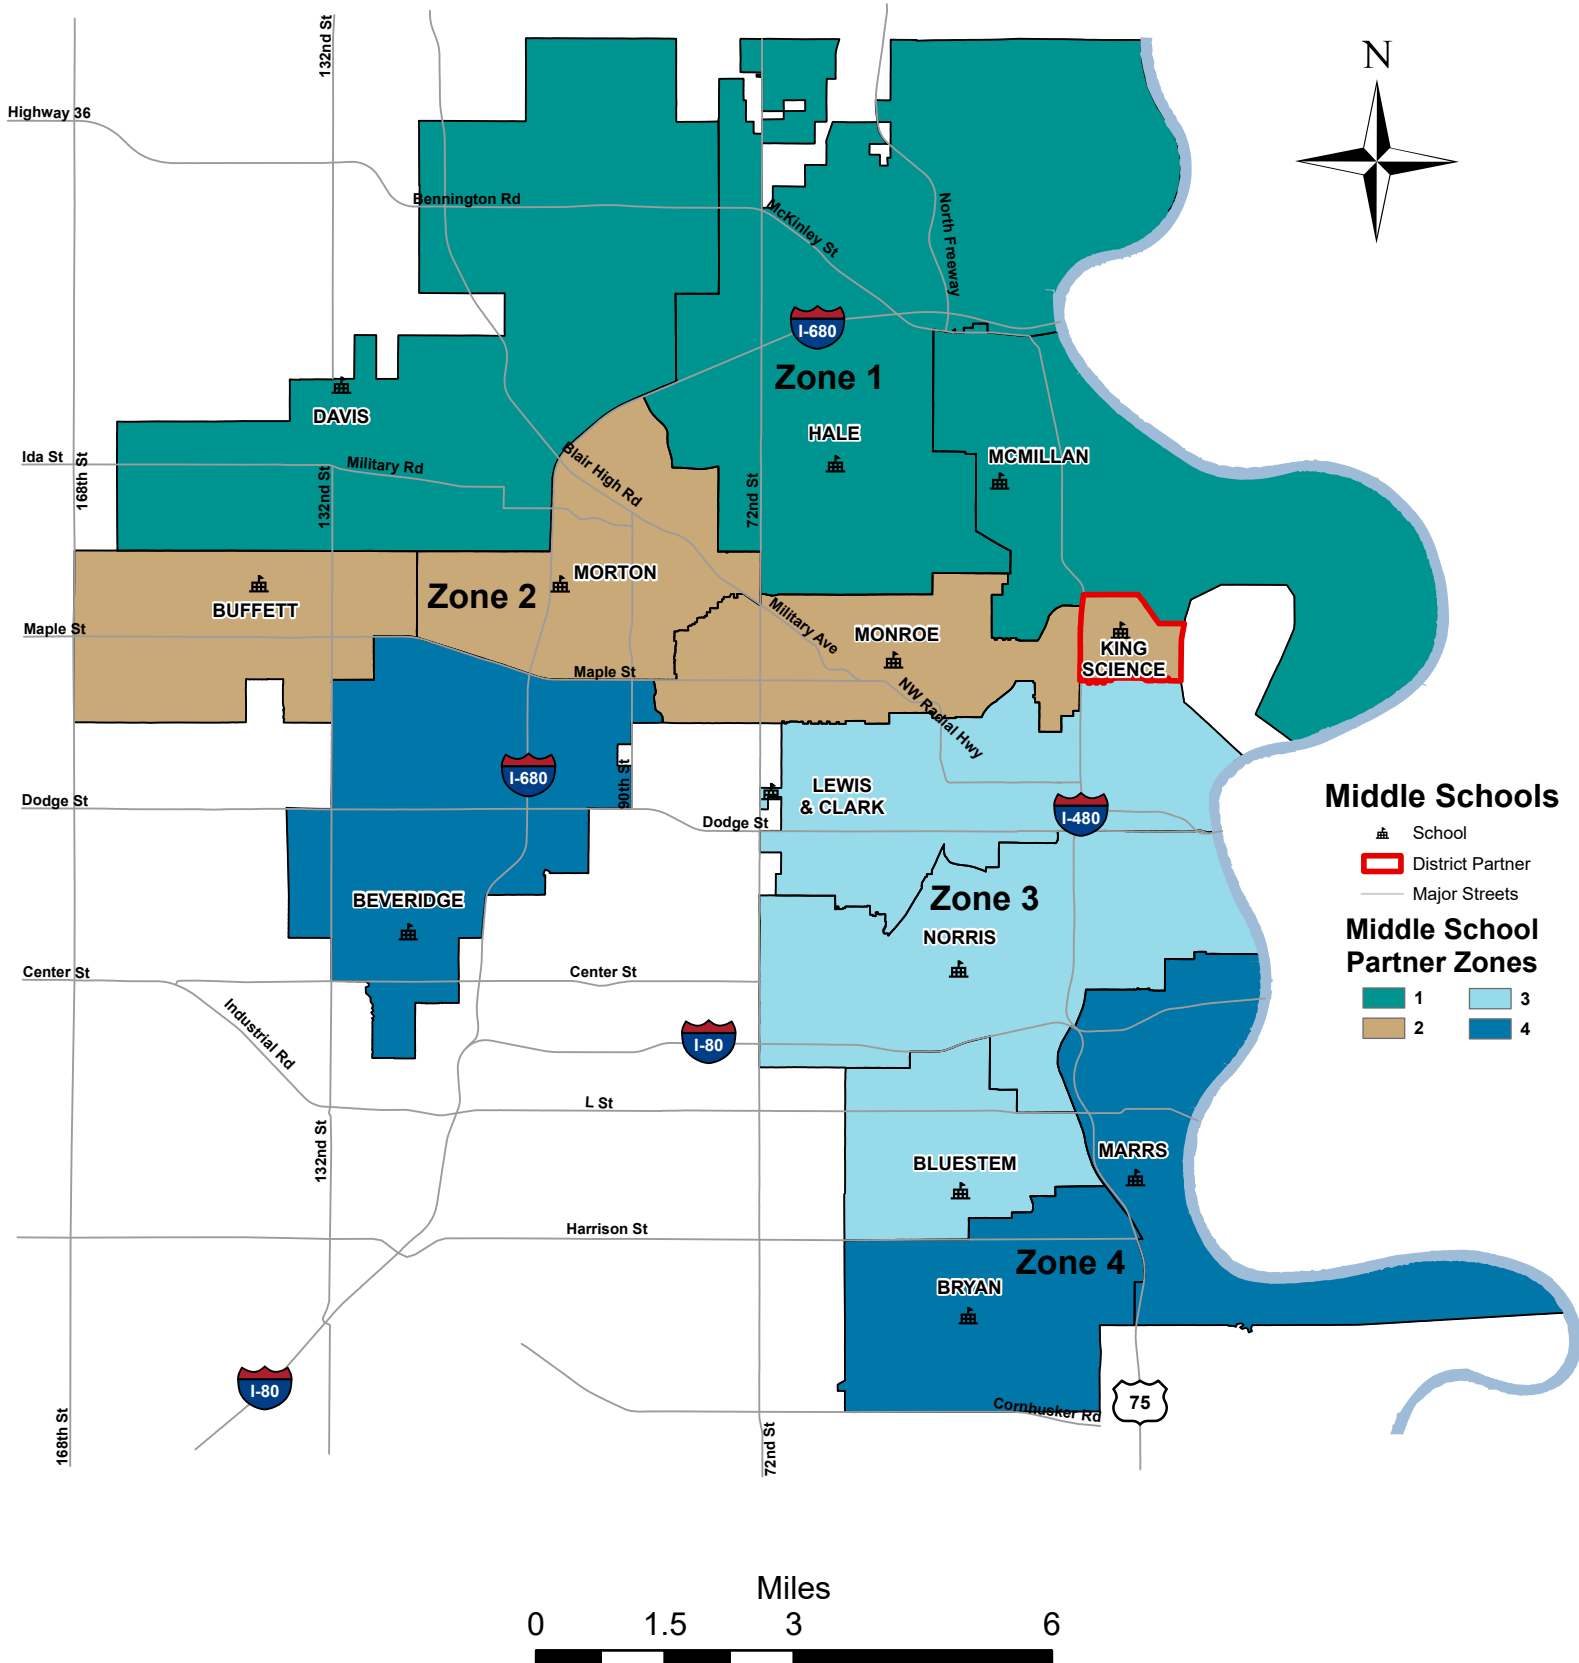 132nd St
N
Highway 36
Bennington Rd
McKinley St
North Freeway
I-680
Zone 1
DAVIS
HALE
MCMILLAN
Ida St
168th St
Military Rd
132nd St
Blair High Rd
72nd St
MORTON
BUFFETT
Zone 2
Maple St
Military Ave
MONROE
KING
SCIENCE
Maple St
NW Radial Hwy
I-680
90th St
LEWIS
& CLARK
Dodge St
Dodge St
I-480
Middle Schools
School
District Partner
Major Streets
Middle School
Partner Zones
1
3
2
4
BEVERIDGE
Zone 3
NORRIS
Center St
Center St
Industrial Rd
I-80
L St
132nd St
BLUESTEM
MARRS
Harrison St
Zone 4
BRYAN
I-80
75
Cornhusker Rd
168th St
72nd St
Miles
0
1.5
3
6